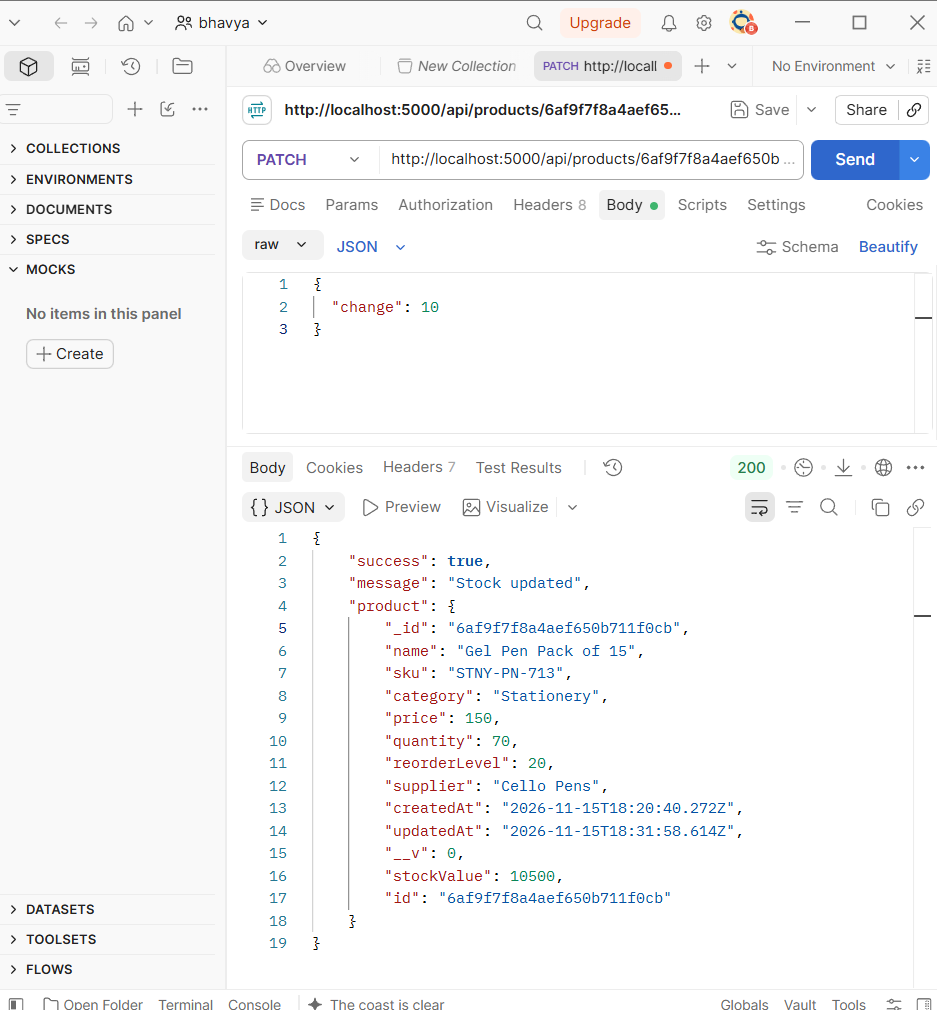 bhavya
Upgrade
Overview
New Collection
PATCH http://locall
No Environment
HTTP
http://localhost:5000/api/products/6af9f7f8a4aef65...
Save
Share
COLLECTIONS
ENVIRONMENTS
DOCUMENTS
SPECS
MOCKS
No items in this panel
Create
PATCH
http://localhost:5000/api/products/6af9f7f8a4aef650b ...
Send
Docs Params Authorization Headers 8 Body Scripts Settings Cookies
raw JSON Schema Beautify
1 {
2 "change": 10
3 }
Body Cookies Headers 7 Test Results 200
{} JSON Preview Visualize
1 {
2 "success": true,
3 "message": "Stock updated",
4 "product": {
5 "_id": "6af9f7f8a4aef650b711f0cb",
6 "name": "Gel Pen Pack of 15",
7 "sku": "STNY-PN-713",
8 "category": "Stationery",
9 "price": 150,
10 "quantity": 70,
11 "reorderLevel": 20,
12 "supplier": "Cello Pens",
13 "createdAt": "2026-11-15T18:20:40.272Z",
14 "updatedAt": "2026-11-15T18:31:58.614Z",
15 "__v": 0,
16 "stockValue": 10500,
17 "id": "6af9f7f8a4aef650b711f0cb"
18 }
19 }
DATASETS
TOOLSETS
FLOWS
Open Folder Terminal Console The coast is clear Globals Vault Tools